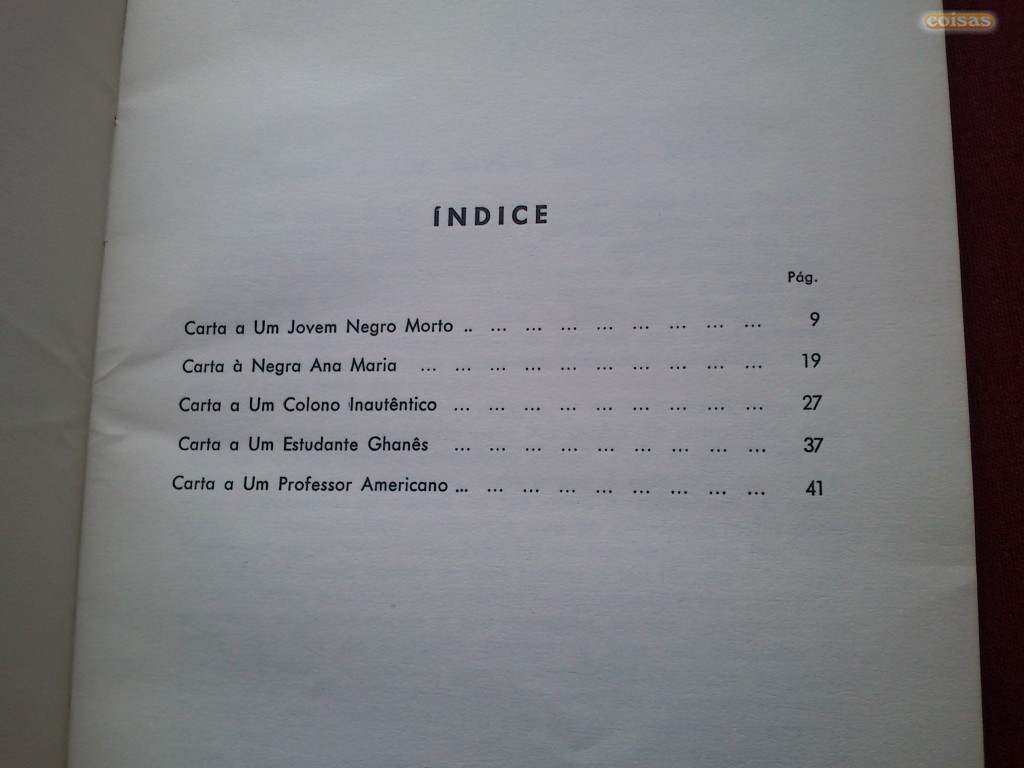 coisas
ÍNDICE
Pág.
Carta a Um Jovem Negro Morto .. ... ... ... ... ... ... ... ... 9
Carta à Negra Ana Maria ... ... ... ... ... ... ... ... ... ... 19
Carta a Um Colono Inautêntico ... ... ... ... ... ... ... ... ... 27
Carta a Um Estudante Ghanês ... ... ... ... ... ... ... ... ... 37
Carta a Um Professor Americano ... ... ... ... ... ... ... ... ... 41